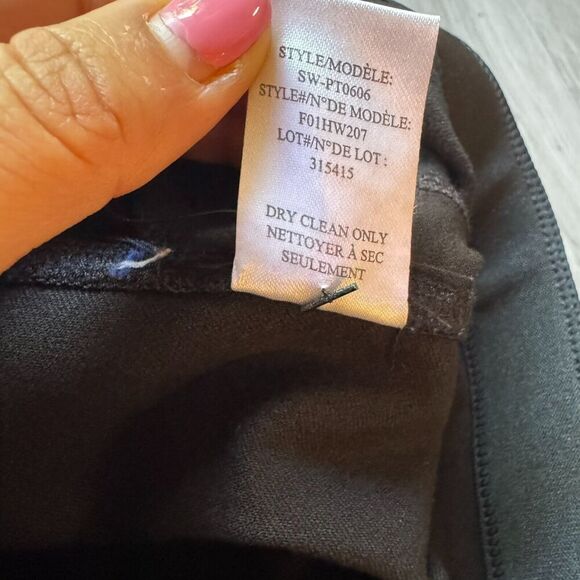 STYLE/MODÈLE:
SW-PT0606
STYLE#/N°DE MODÈLE:
F01HW207
LOT#/N°DE LOT :
315415
DRY CLEAN ONLY
NETTOYER À SEC
SEULEMENT